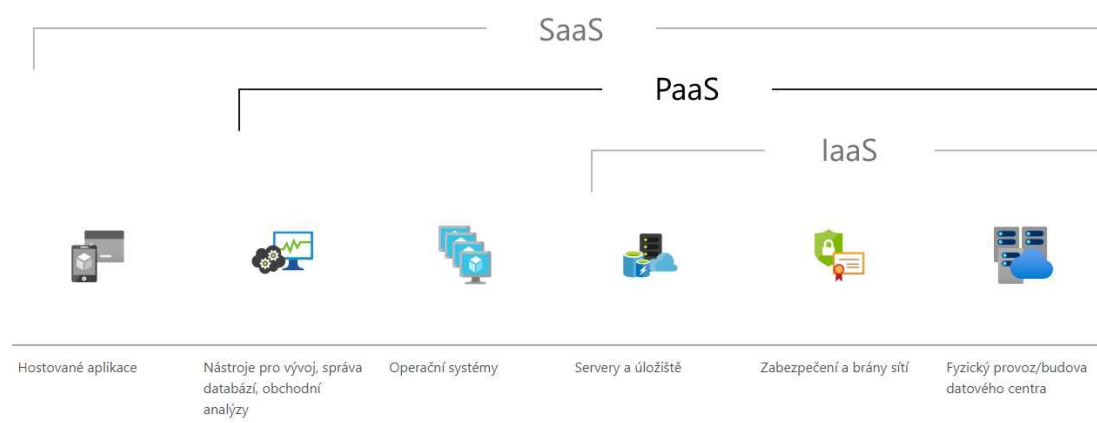 SaaS
PaaS
IaaS
Hostované aplikace
Nástroje pro vývoj, správa
databází, obchodní
analýzy
Operační systémy
Servery a úložiště
Zabezpečení a brány sítí
Fyzický provoz/budova
datového centra